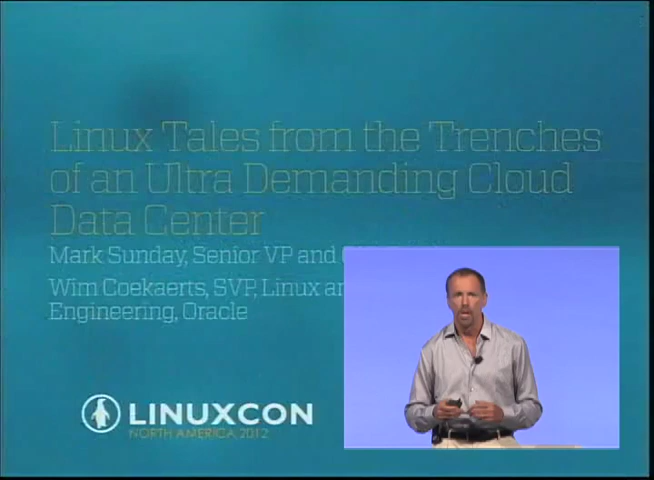 Linux Tales from the Trenches
of an Ultra Demanding Cloud
Data Center
Mark Sunday, Senior VP and
Wim Coekaerts, SVP, Linux
Engineering, Oracle
LINUXCON
NORTH AMERICA 2012